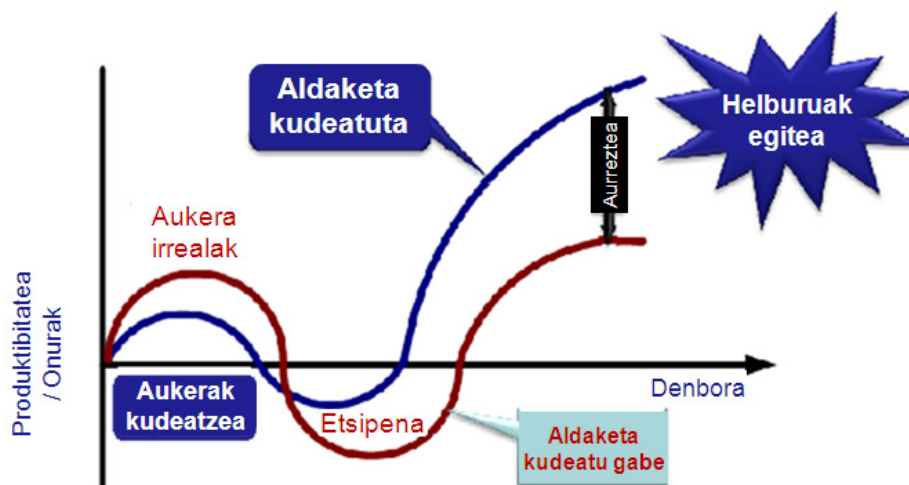 Aldaketa
kudeatuta
Helburuak
egitea
Aurreztea
Aukera
irrealak
Produktibitatea
/ Onurak
Aukerak
kudeatzea
Etsipena
Denbora
Aldaketa
kudeatu gabe